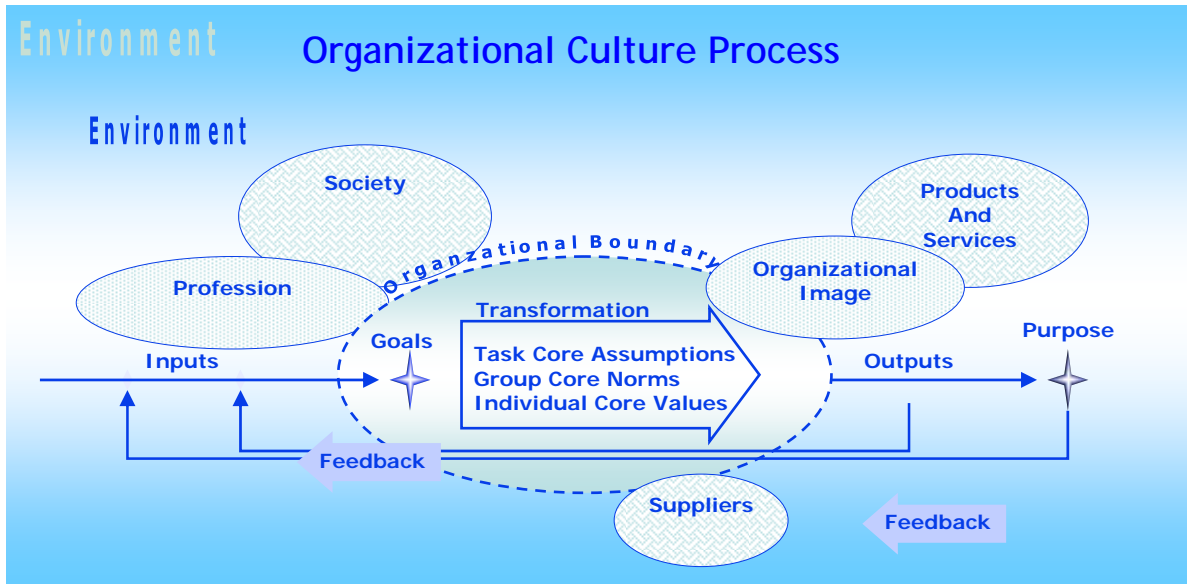 Environment
Organizational Culture Process
Environment
Society
Products
And
Services
Organzational Boundary
Profession
Organizational
Image
Transformation
Purpose
Goals
Inputs
Task Core Assumptions
Group Core Norms
Individual Core Values
Outputs
Feedback
Suppliers
Feedback